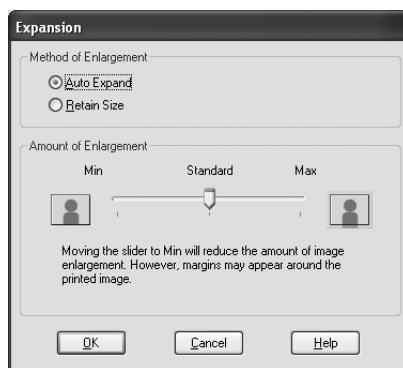 Expansion
Method of Enlargement
Auto Expand
Retain Size
Amount of Enlargement
Min Standard Max
Moving the slider to Min will reduce the amount of image
enlargement. However, margins may appear around the
printed image.
OK Cancel Help